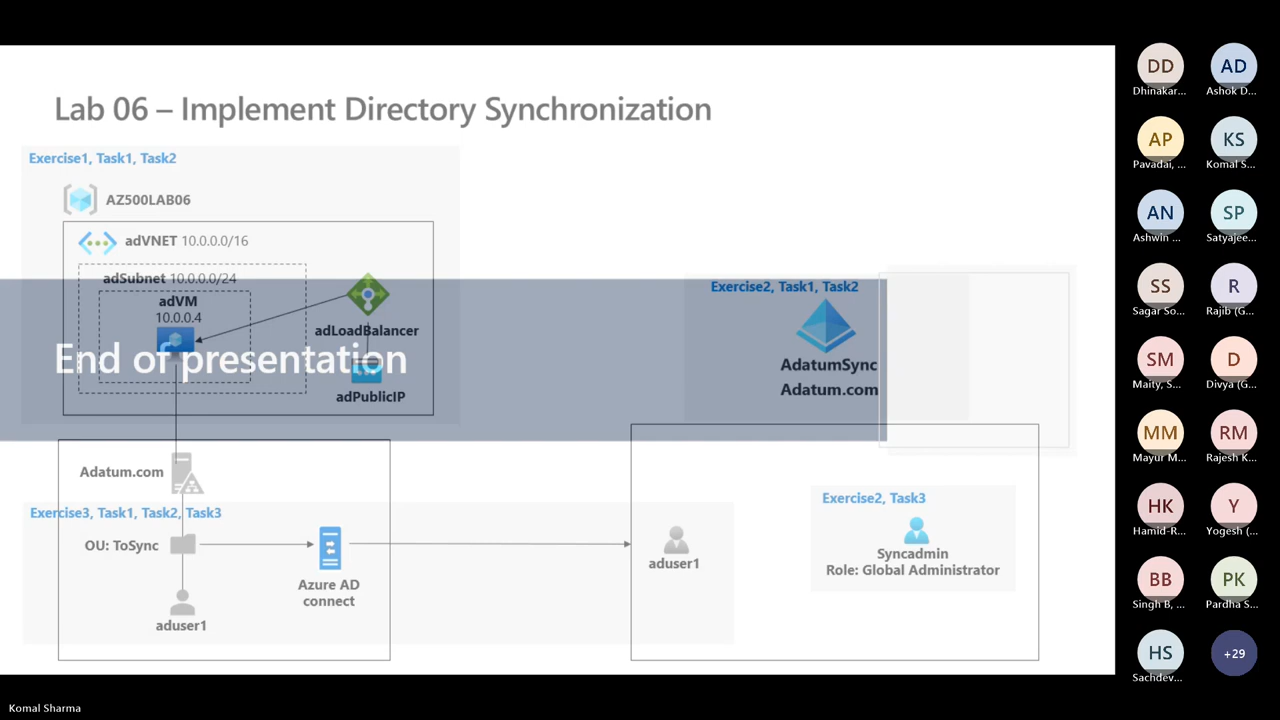 Lab 06 – Implement Directory Synchronization
Exercise1, Task1, Task2
AZ500LAB06
adVNET 10.0.0.0/16
adSubnet 10.0.0.0/24
adVM
10.0.0.4
adLoadBalancer
adPublicIP
End of presentation
Exercise2, Task1, Task2
AdatumSync
Adatum.com
Adatum.com
Exercise3, Task1, Task2, Task3
OU: ToSync
Azure AD
connect
aduser1
aduser1
Exercise2, Task3
Syncadmin
Role: Global Administrator
DD
Dhinakar...
AD
Ashok D...
AP
Pavadai, ...
KS
Komal S...
AN
Ashwin ...
SP
Satyajee...
SS
Sagar So...
R
Rajib (G...
SM
Maity, S...
D
Divya (G...
MM
Mayur M...
RM
Rajesh K...
HK
Hamid-R...
Y
Yogesh (...
BB
Singh B, ...
PK
Pardha S...
HS
Sachdev...
+29
Komal Sharma